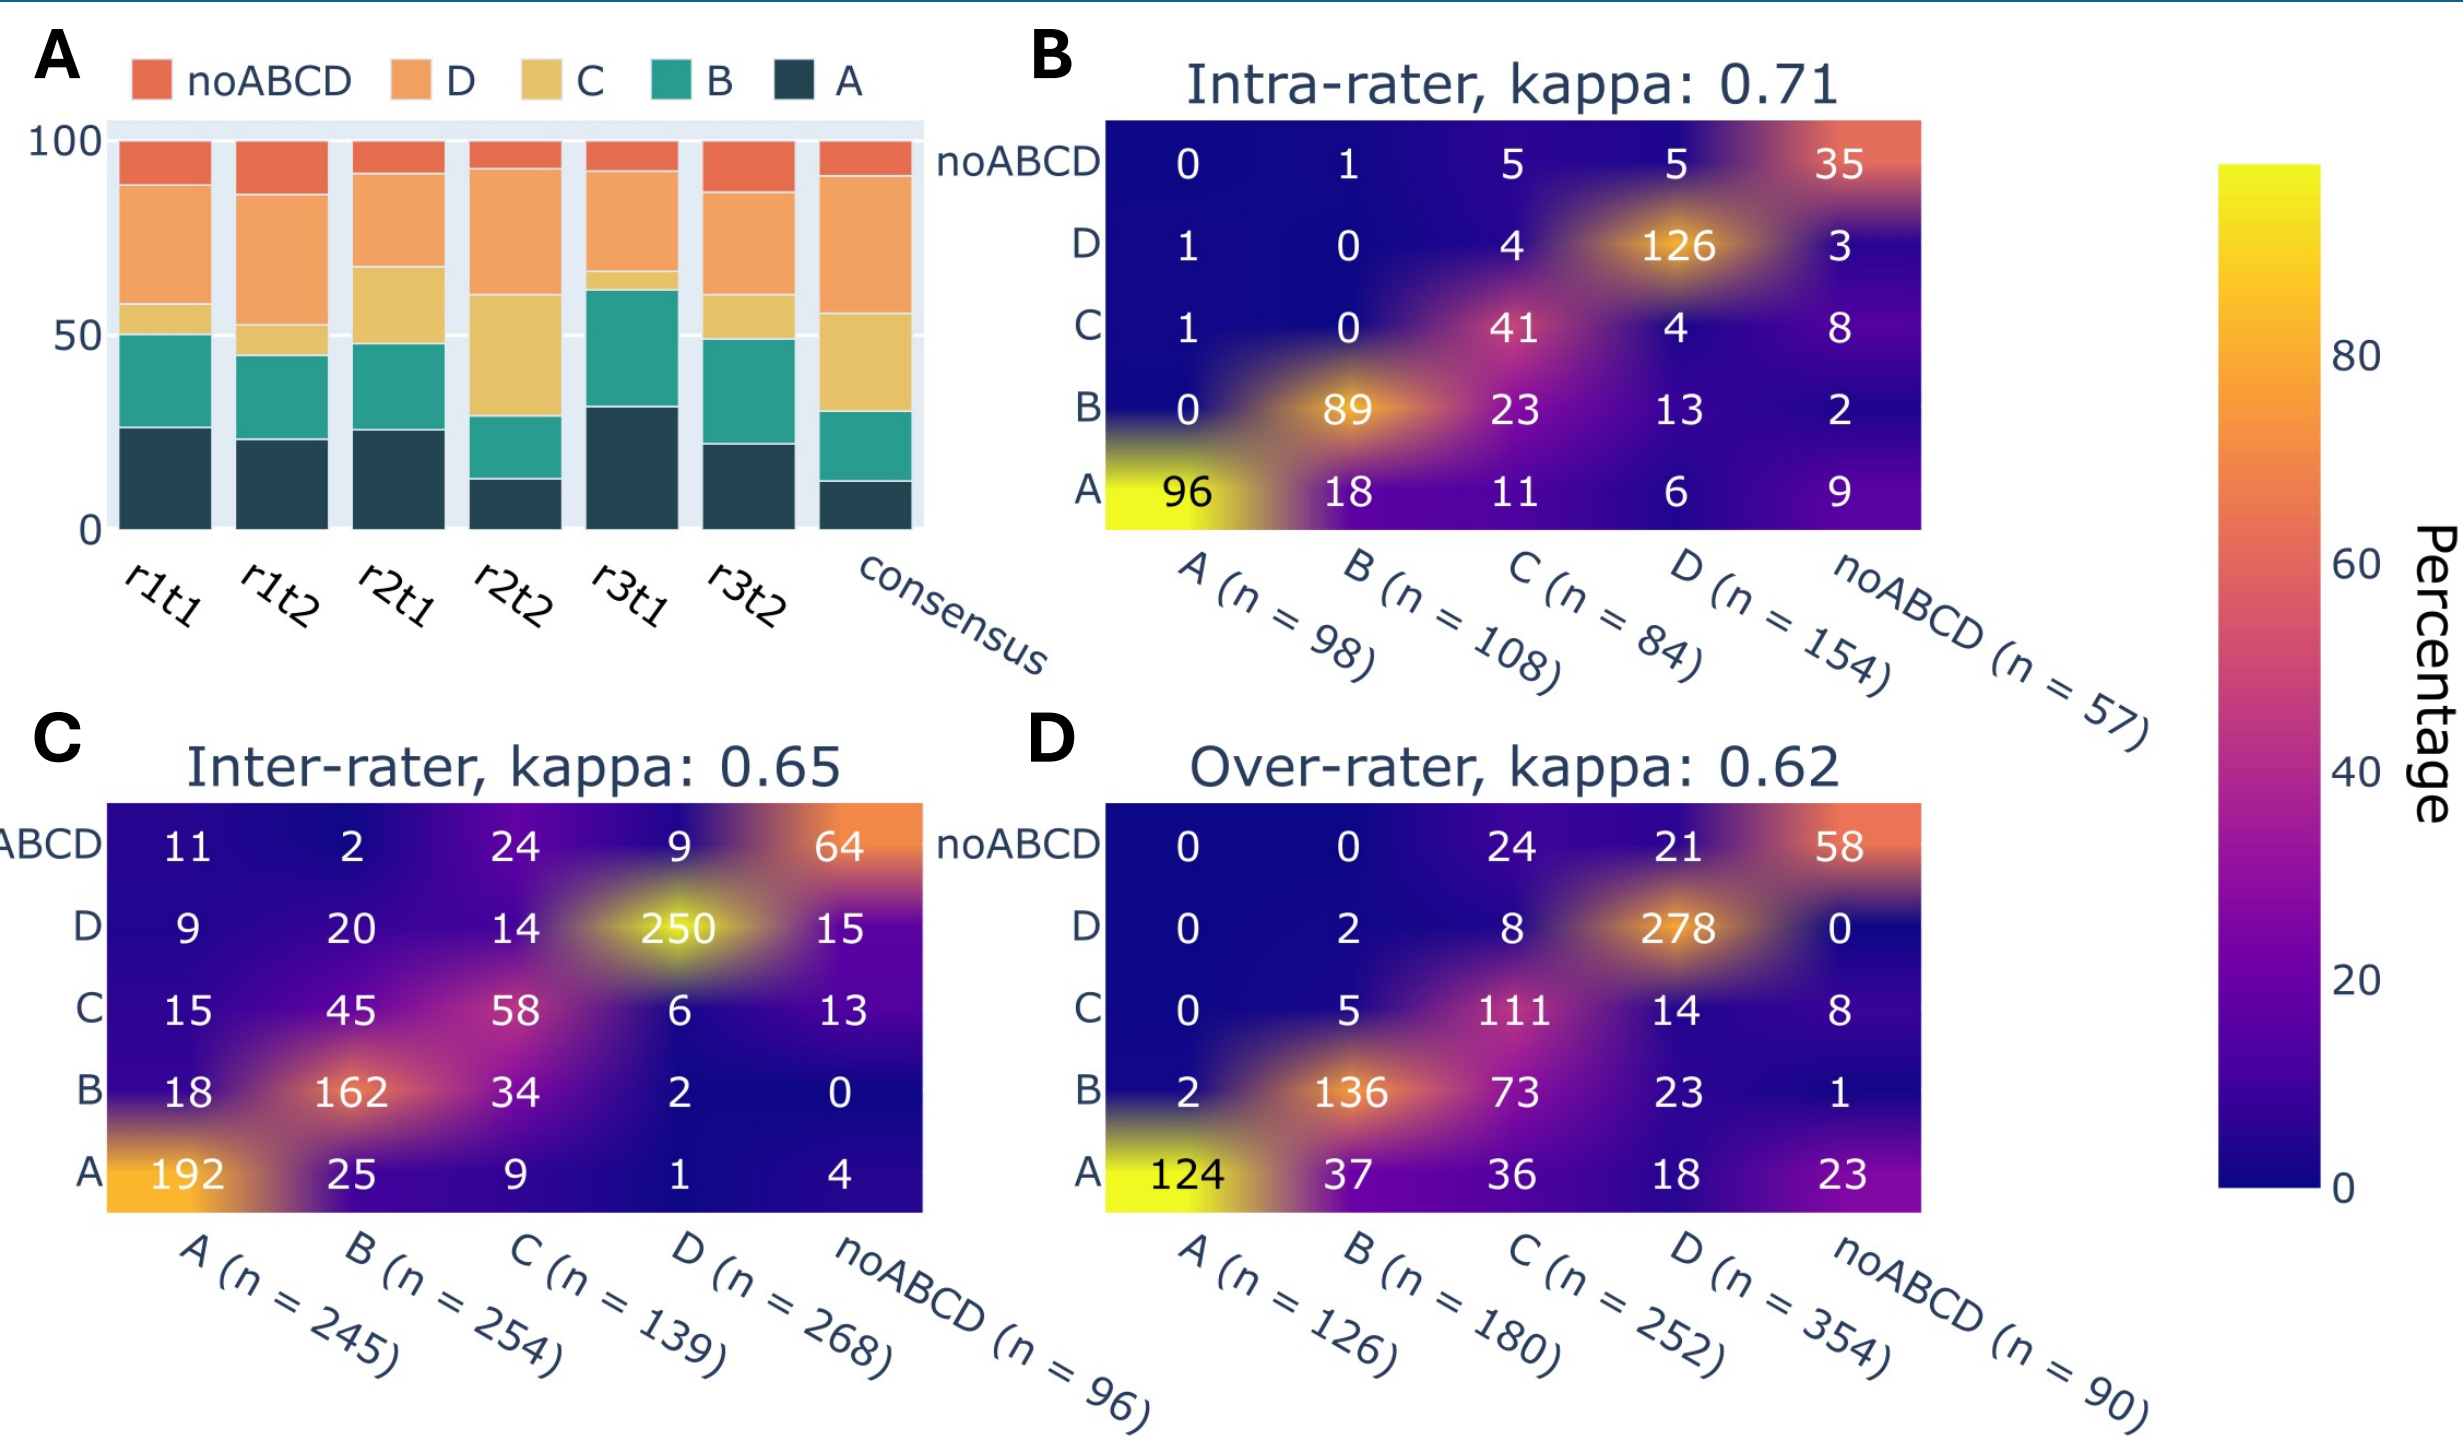 A
noABCD D C B A
100
50
0
r1t1 r1t2 r2t1 r2t2 r3t1 r3t2 consensus
B
Intra-rater, kappa: 0.71
noABCD 0 1 5 5 35
D 1 0 4 126 3
C 1 0 41 4 8
B 0 89 23 13 2
A 96 18 11 6 9
A (n = 98) B (n = 108) C (n = 84) D (n = 154) noABCD (n = 57)
C
Inter-rater, kappa: 0.65
ABCD 11 2 24 9 64
D 9 20 14 250 15
C 15 45 58 6 13
B 18 162 34 2 0
A 192 25 9 1 4
A (n = 245) B (n = 254) C (n = 139) D (n = 268) noABCD (n = 96)
D
Over-rater, kappa: 0.62
noABCD 0 0 24 21 58
D 0 2 8 278 0
C 0 5 111 14 8
B 2 136 73 23 1
A 124 37 36 18 23
A (n = 126) B (n = 180) C (n = 252) D (n = 354) noABCD (n = 90)
80
60
40
20
0
Percentage